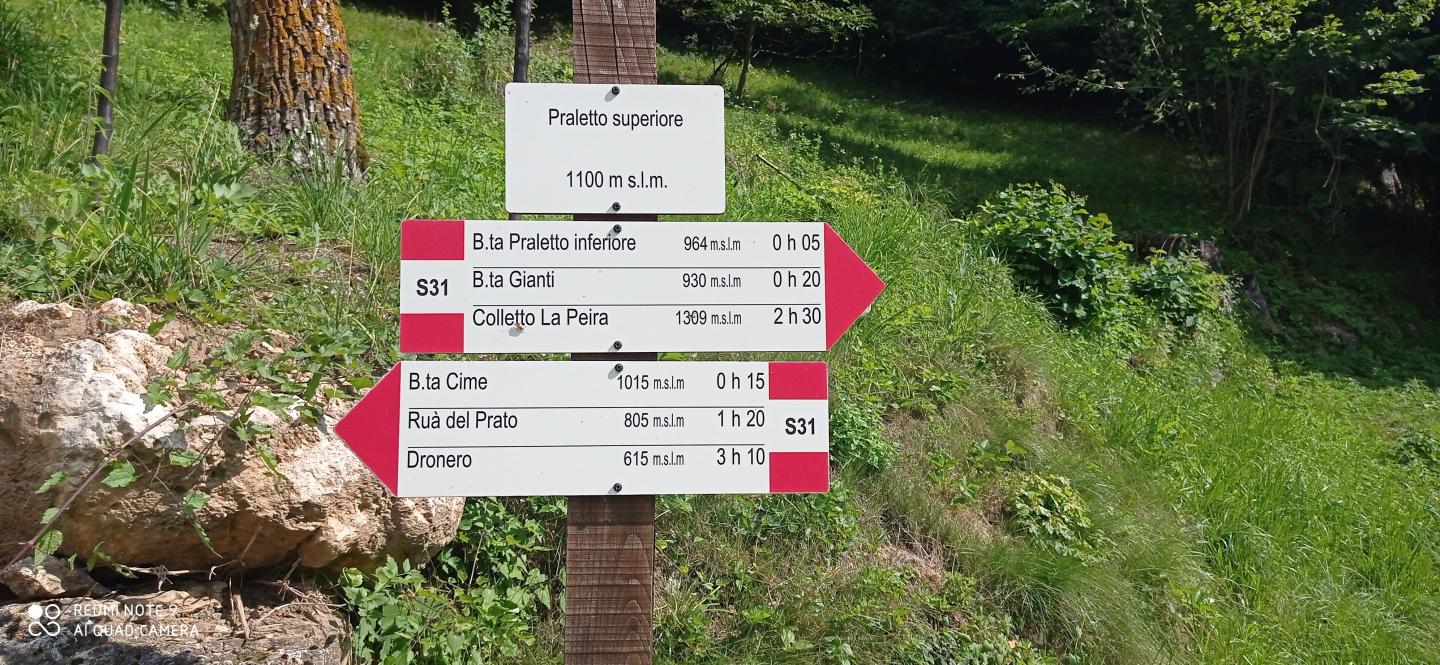 Praletto superiore
1100 m s.l.m.
B.ta Praletto inferiore 964 m.s.l.m 0 h 05
S31
B.ta Gianti 930 m.s.l.m 0 h 20
Colletto La Peira 1309 m.s.l.m 2 h 30
B.ta Cime 1015 m.s.l.m 0 h 15
Ruà del Prato 805 m.s.l.m 1 h 20
S31
Dronero 615 m.s.l.m 3 h 10
REDMI NOTE 9
AI QUAD CAMERA